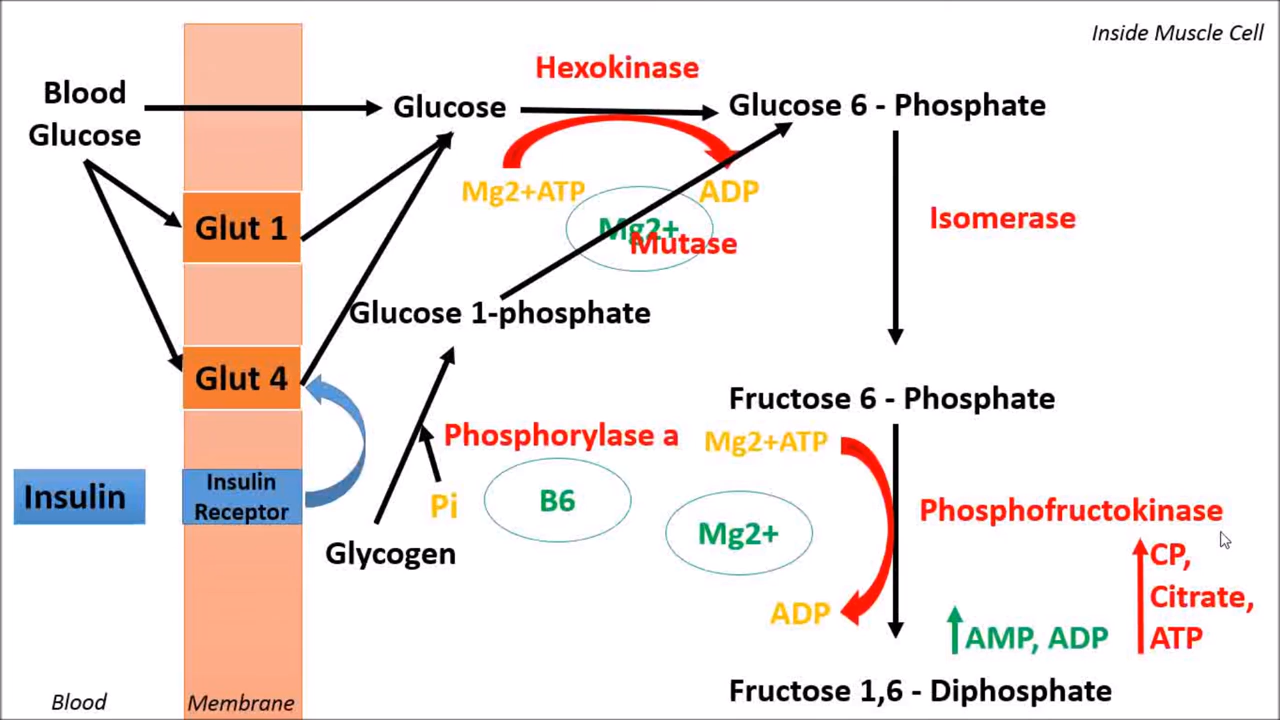 Inside Muscle Cell
Blood
Glucose
Glucose
Hexokinase
Glucose 6 - Phosphate
Mg2+ATP
ADP
Mg2+
Mutase
Isomerase
Glut 1
Glucose 1-phosphate
Glut 4
Fructose 6 - Phosphate
Phosphorylase a
Mg2+ATP
Insulin
Insulin
Receptor
Pi
B6
Mg2+
Phosphofructokinase
Glycogen
CP,
Citrate,
ATP
ADP
AMP, ADP
Fructose 1,6 - Diphosphate
Blood
Membrane